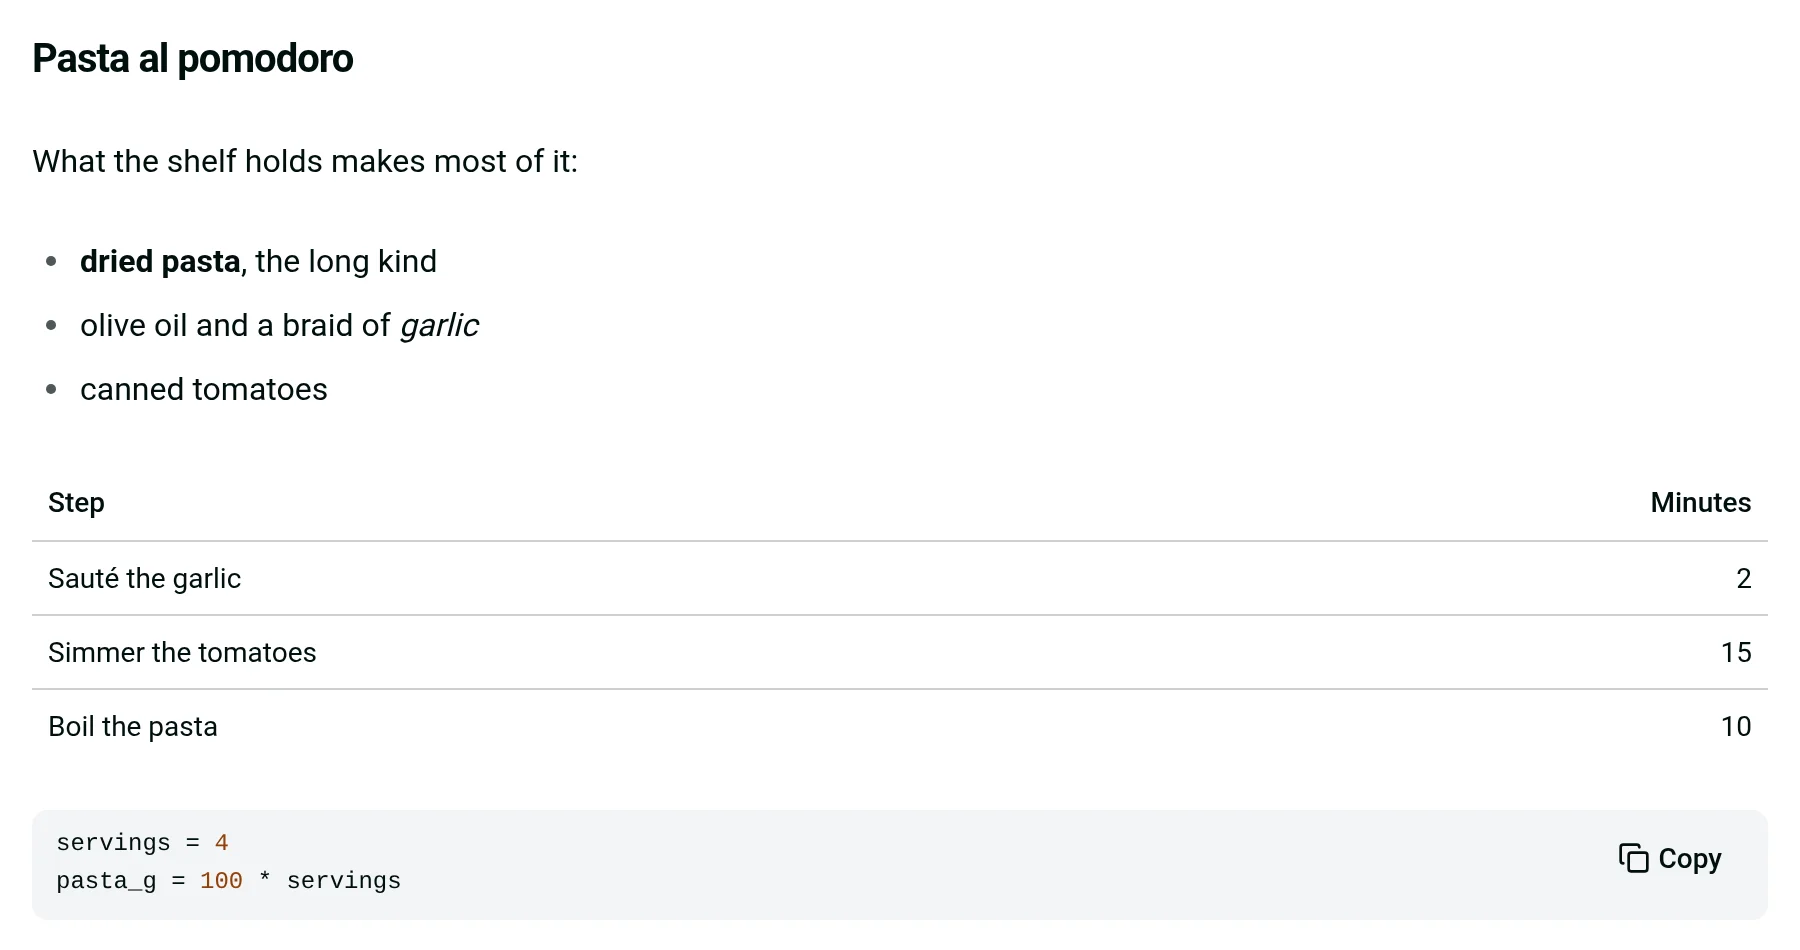 Pasta al pomodoro
What the shelf holds makes most of it:
dried pasta, the long kind
olive oil and a braid of garlic
canned tomatoes
Step Minutes
Sauté the garlic 2
Simmer the tomatoes 15
Boil the pasta 10
servings = 4
Copy
pasta_g = 100 * servings